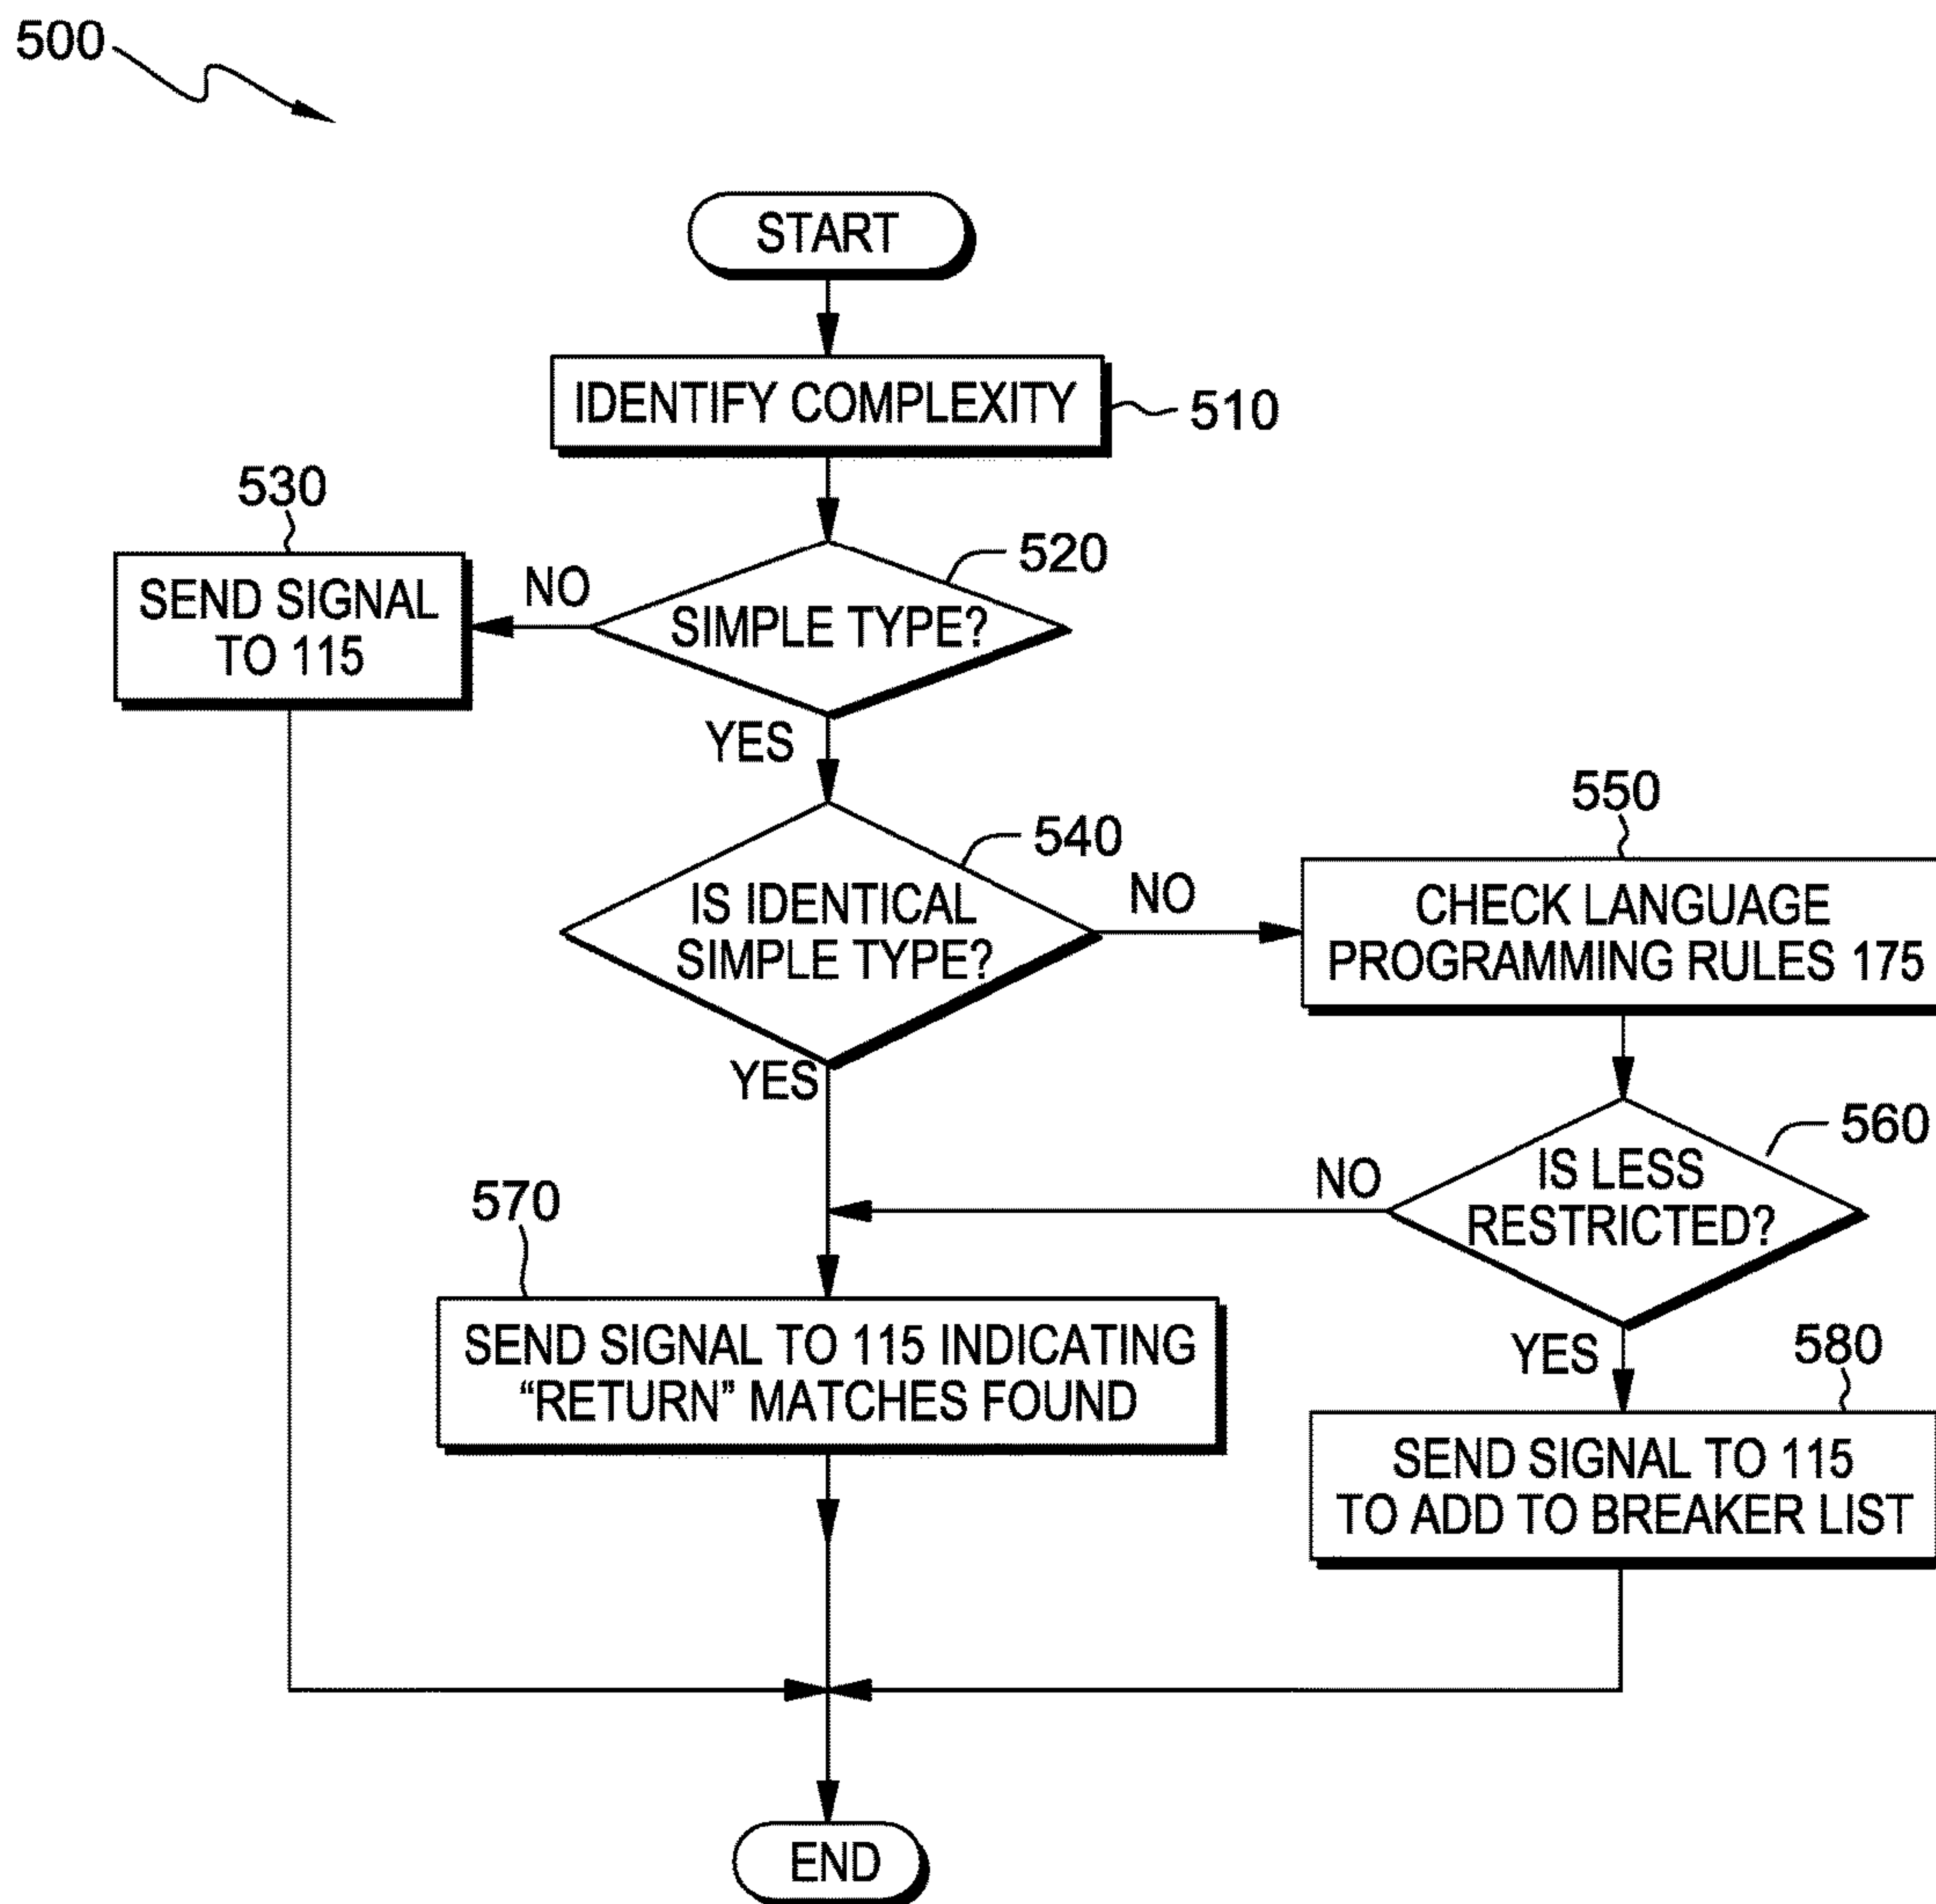 500
START
IDENTIFY COMPLEXITY
510
530
520
SEND SIGNAL
TO 115
NO
SIMPLE TYPE?
YES
550
540
IS IDENTICAL
SIMPLE TYPE?
NO
CHECK LANGUAGE
PROGRAMMING RULES 175
YES
560
IS LESS
RESTRICTED?
NO
570
SEND SIGNAL TO 115 INDICATING
“RETURN” MATCHES FOUND
YES
580
SEND SIGNAL TO 115
TO ADD TO BREAKER LIST
END